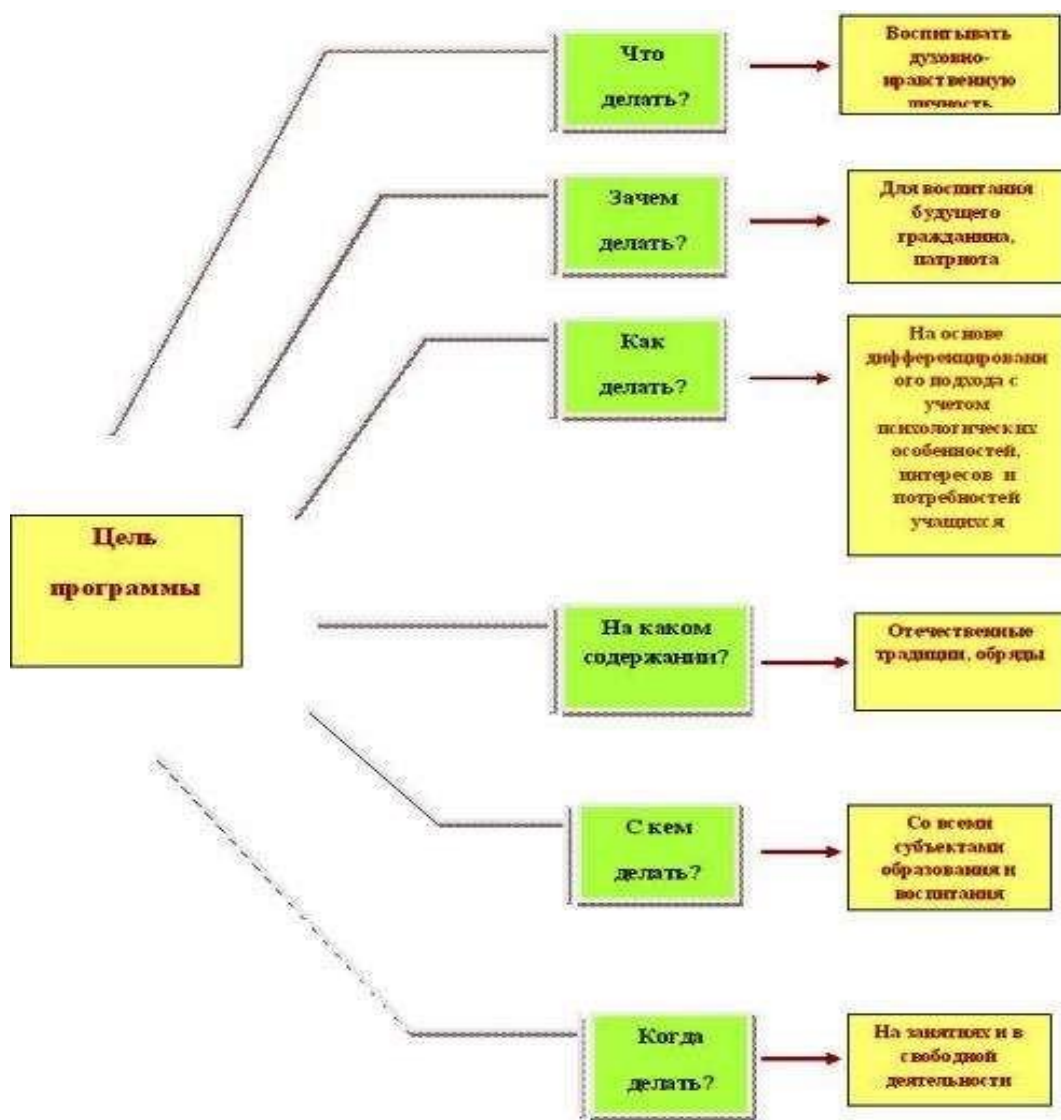 Что
делать?
Воспитывать
духовно-
нравственную
личность
Зачем
делать?
Для воспитания
будущего
гражданина,
патриота
Как
делать?
На основе
дифференцированн
ого подхода с
учетом
психологических
особенностей,
интересов и
потребностей
учащихся
Цель
программы
На каком
содержании?
Отечественные
традиции, обряды
С кем
делать?
Со всеми
субъектами
образования и
воспитания
Когда
делать?
На занятиях и в
свободной
деятельности